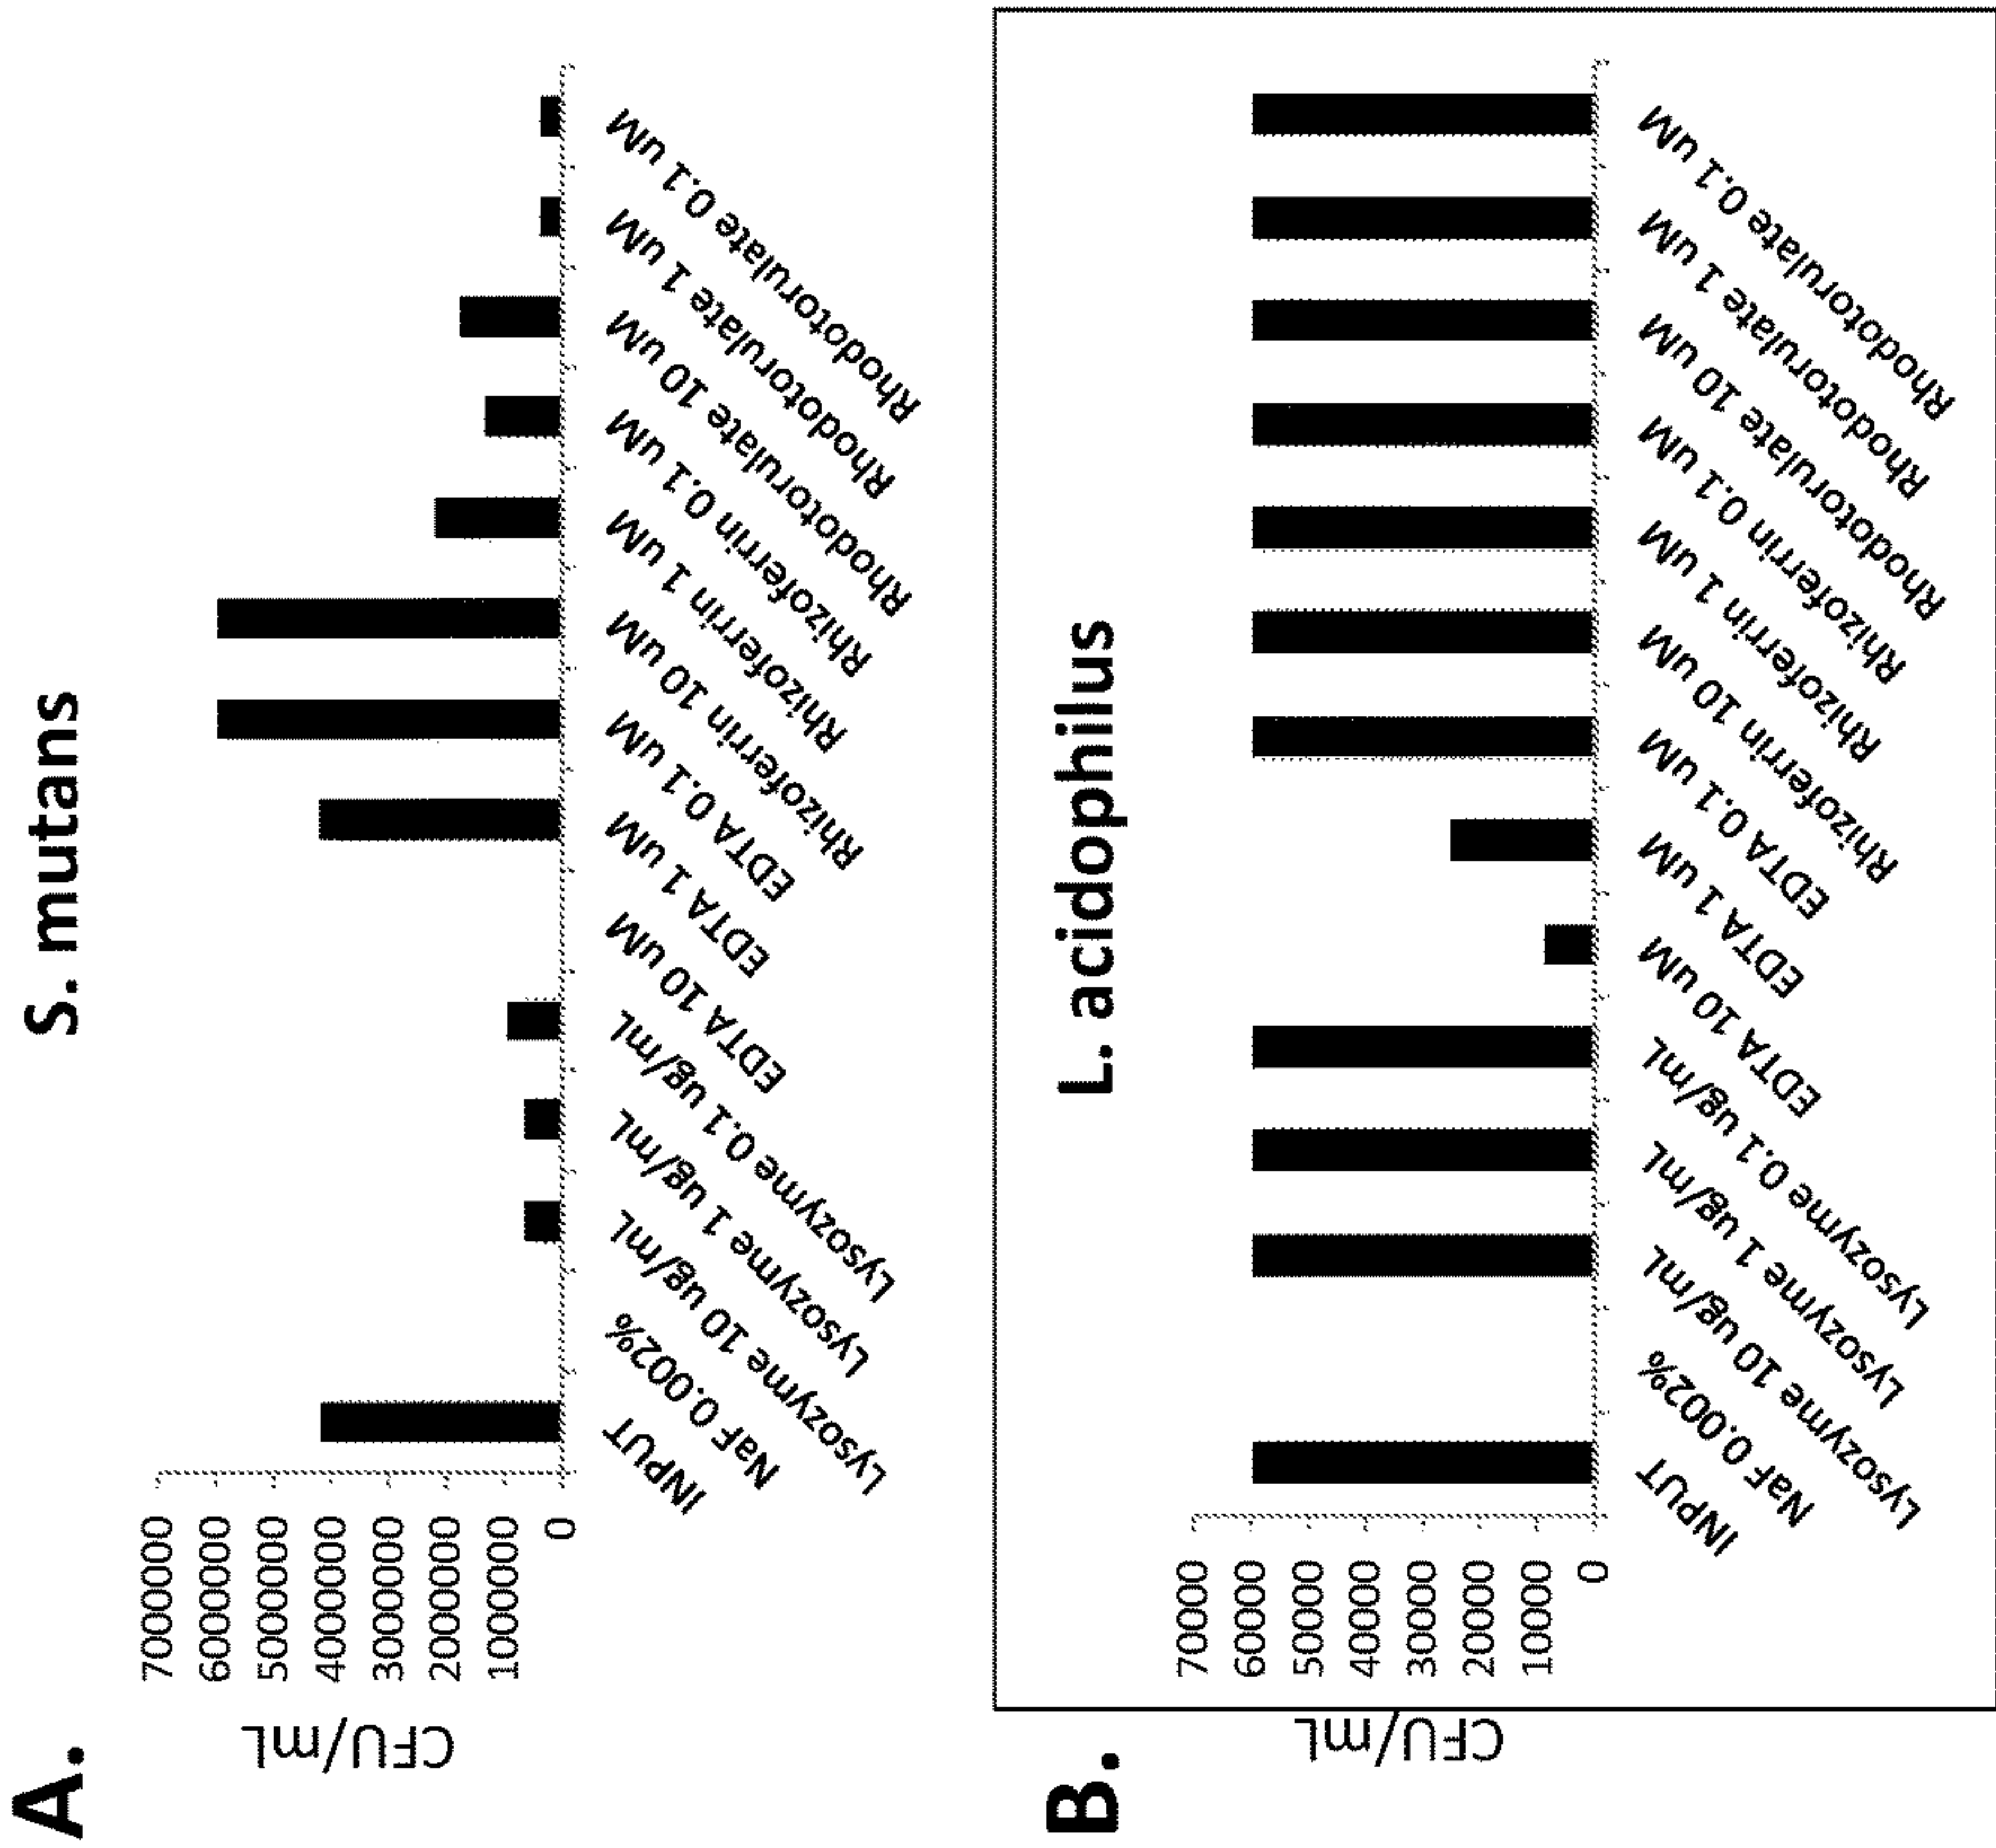 A.
S. mutans
CFU/mL
7000000
6000000
5000000
4000000
3000000
2000000
1000000
0
INPUT
NaF 0.002%
Lysozyme 10 ug/mL
Lysozyme 1 ug/mL
Lysozyme 0.1 ug/mL
EDTA 10 uM
EDTA 1 uM
EDTA 0.1 uM
Rhizoferrin 10 uM
Rhizoferrin 1 uM
Rhizoferrin 0.1 uM
Rhodotorulate 10 uM
Rhodotorulate 1 uM
Rhodotorulate 0.1 uM
B.
L. acidophilus
CFU/mL
70000
60000
50000
40000
30000
20000
10000
0
INPUT
NaF 0.002%
Lysozyme 10 ug/mL
Lysozyme 1 ug/mL
Lysozyme 0.1 ug/mL
EDTA 10 uM
EDTA 1 uM
EDTA 0.1 uM
Rhizoferrin 10 uM
Rhizoferrin 1 uM
Rhizoferrin 0.1 uM
Rhodotorulate 10 uM
Rhodotorulate 1 uM
Rhodotorulate 0.1 uM